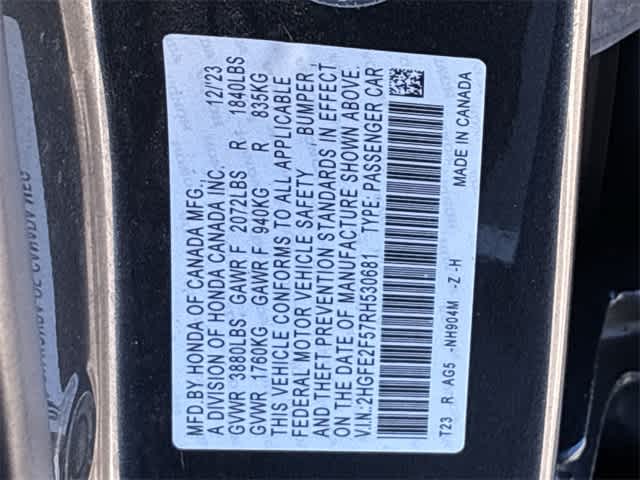 MFD.BY HONDA OF CANADA MFG., 12/'23
A DIVISION OF HONDA CANADA INC.
GVWR 3880LBS GAWR F 2072LBS R 1840LBS
GVWR 1760KG GAWR F 940KG R 835KG
THIS VEHICLE CONFORMS TO ALL APPLICABLE
FEDERAL MOTOR VEHICLE SAFETY BUMPER
AND THEFT PREVENTION STANDARDS IN EFFECT
ON THE DATE OF MANUFACTURE SHOWN ABOVE.
V.I.N.:2HGFE2F57RH530681 TYPE: PASSENGER CAR
T23 R AG5 -NH904M -Z -H MADE IN CANADA